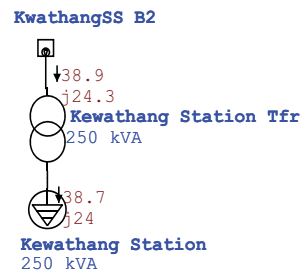 KwathangSS B2
38.9
j24.3
Kewathang Station Tfr
250 kVA
38.7
j24
Kewathang Station
250 kVA